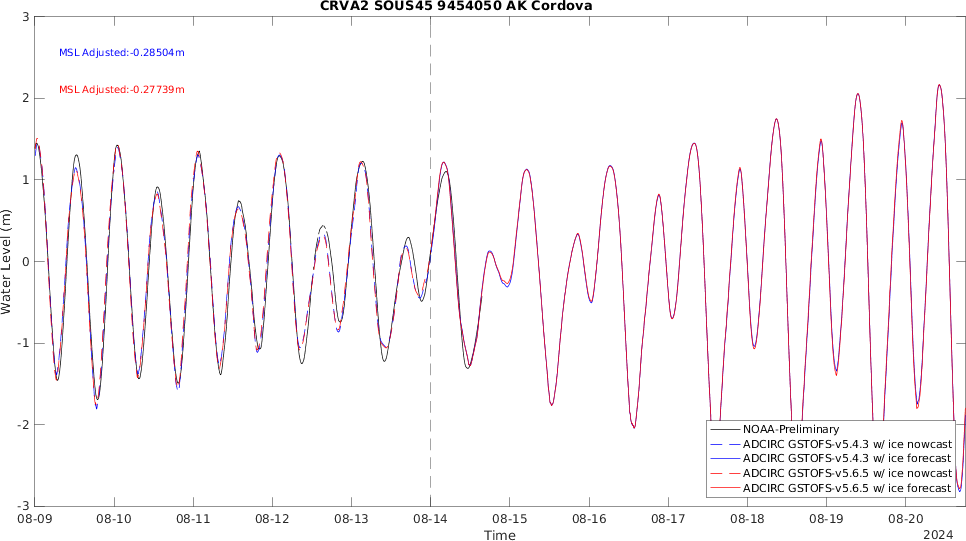 CRVA2 SOUS45 9454050 AK Cordova
MSL Adjusted:-0.28504m
MSL Adjusted:-0.27739m
Water Level (m)
3
2
1
0
-1
-2
-3
NOAA-Preliminary
ADCIRC GSTOFS-v5.4.3 w/ ice nowcast
ADCIRC GSTOFS-v5.4.3 w/ ice forecast
ADCIRC GSTOFS-v5.6.5 w/ ice nowcast
ADCIRC GSTOFS-v5.6.5 w/ ice forecast
08-09 08-10 08-11 08-12 08-13 08-14 08-15 08-16 08-17 08-18 08-19 08-20
Time
2024